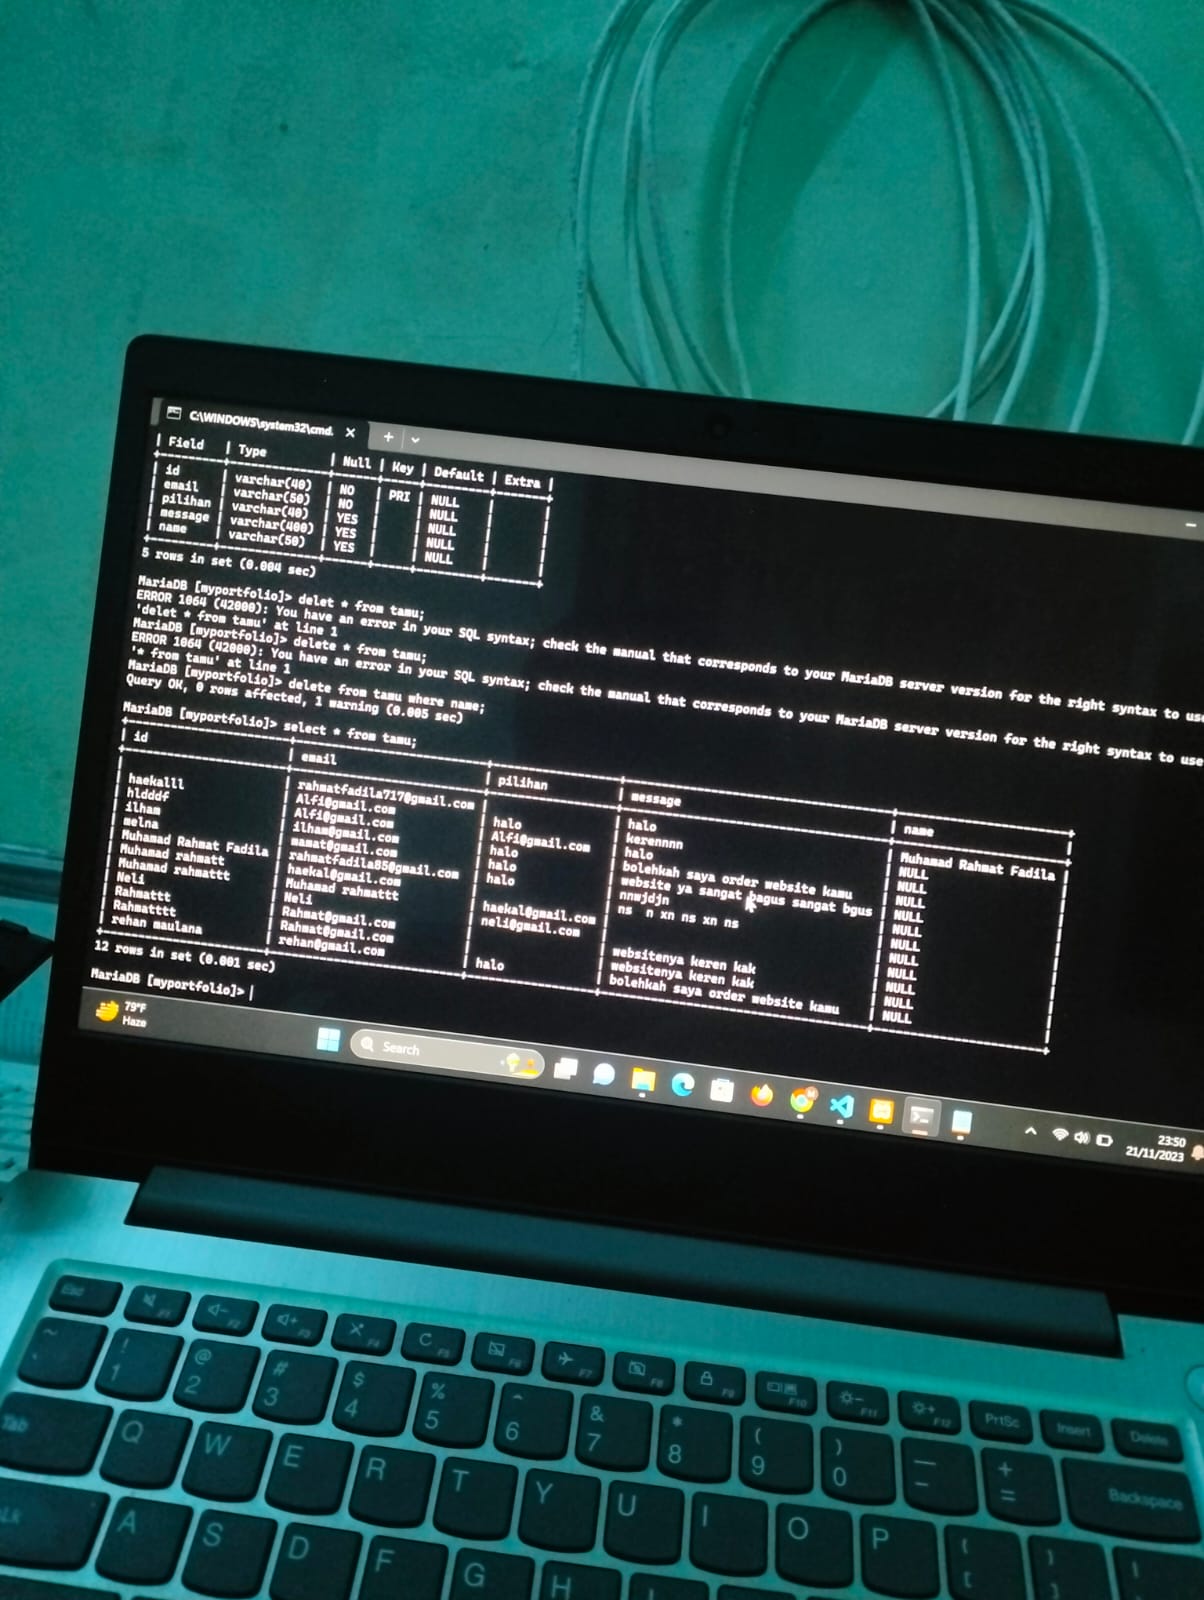 C:\WINDOWS\system32\cmd.
| Field | Type | Null | Key | Default | Extra |
| id | varchar(40) | NO | PRI | NULL | |
| email | varchar(50) | NO | | NULL | |
| pilihan | varchar(40) | YES | | NULL | |
| message | varchar(400) | YES | | NULL | |
| name | varchar(50) | YES | | NULL | |
5 rows in set (0.004 sec)
MariaDB [myportfolio]> delet * from tamu;
ERROR 1064 (42000): You have an error in your SQL syntax; check the manual that corresponds to your MariaDB server version for the right syntax to use
'delet * from tamu' at line 1
MariaDB [myportfolio]> delete * from tamu;
ERROR 1064 (42000): You have an error in your SQL syntax; check the manual that corresponds to your MariaDB server version for the right syntax to use
'* from tamu' at line 1
MariaDB [myportfolio]> delete from tamu where name;
Query OK, 0 rows affected, 1 warning (0.005 sec)
MariaDB [myportfolio]> select * from tamu;
| id | email | pilihan | message | name |
| | rahmatfadila717@gmail.com | | halo | Muhamad Rahmat Fadila |
| haekalll | Alfi@gmail.com | halo | kerennnn | NULL |
| hldddf | Alfi@gmail.com | Alfi@gmail.com | halo | NULL |
| ilham | ilham@gmail.com | halo | bolehkah saya order website kamu | NULL |
| melna | mamat@gmail.com | halo | website ya sangat bagus sangat bgus | NULL |
| Muhamad Rahmat Fadila | rahmatfadila85@gmail.com | halo | nnwjdjn | NULL |
| Muhamad rahmatt | haekal@gmail.com | | ns n xn ns xn ns | NULL |
| Muhamad rahmattt | Muhamad rahmattt | haekal@gmail.com | | NULL |
| Neli | Neli | neli@gmail.com | | NULL |
| Rahmattt | Rahmat@gmail.com | | websitenya keren kak | NULL |
| Rahmatttt | Rahmat@gmail.com | | websitenya keren kak | NULL |
| rehan maulana | rehan@gmail.com | halo | bolehkah saya order website kamu | NULL |
12 rows in set (0.001 sec)
MariaDB [myportfolio]>
79°F
Haze
Search
23:50
21/11/2023
Esc F1 F2 F3 F4 F5 F6 F7 F8 F9 F10 F11 F12 PrtSc Insert Delete
~ ! 1 @ 2 # 3 $ 4 % 5 ^ 6 & 7 * 8 ( 9 ) 0 — - + = Backspace
Tab Q W E R T Y U I O P { [ } ]
A S D F G H